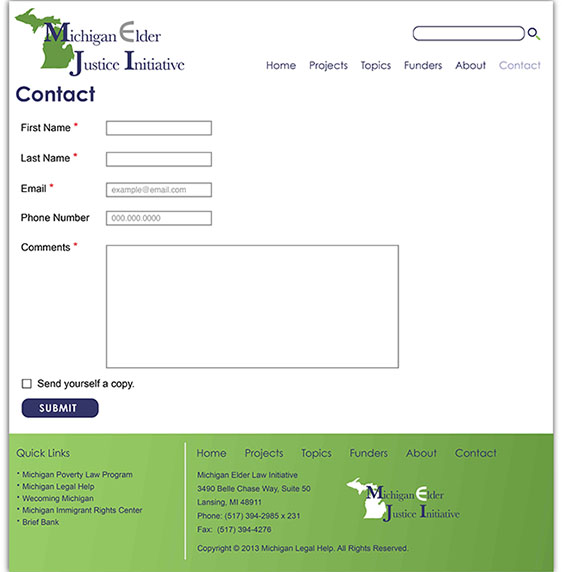 Michigan Elder
Justice Initiative
Home Projects Topics Funders About Contact
Contact
First Name *
Last Name *
Email * example@email.com
Phone Number 000.000.0000
Comments *
Send yourself a copy.
SUBMIT
Quick Links
• Michigan Poverty Law Program
• Michigan Legal Help
• Wecoming Michigan
• Michigan Immigrant Rights Center
• Brief Bank
Home Projects Topics Funders About Contact
Michigan Elder Law Initiative
3490 Belle Chase Way, Suite 50
Lansing, MI 48911
Phone: (517) 394-2985 x 231
Fax: (517) 394-4276
Michigan Elder
Justice Initiative
Copyright © 2013 Michigan Legal Help. All Rights Reserved.